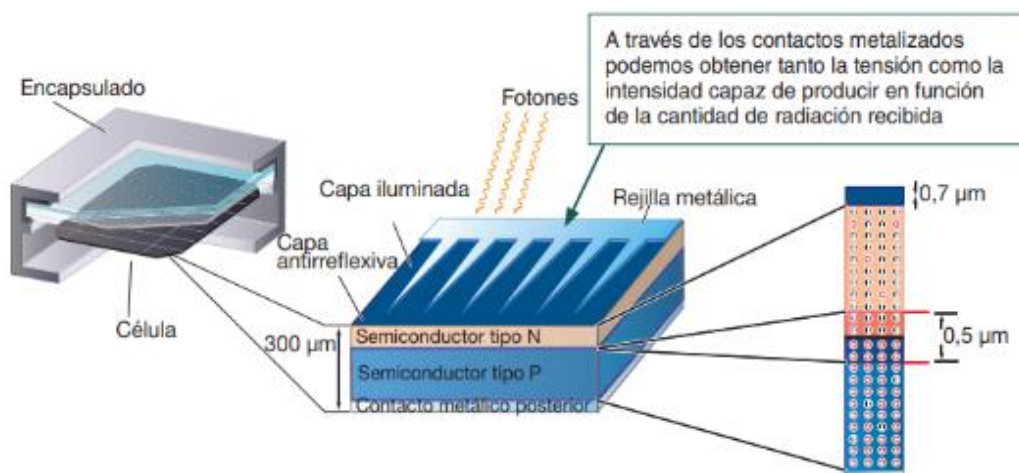 A través de los contactos metalizados
podemos obtener tanto la tensión como la
intensidad capaz de producir en función
de la cantidad de radiación recibida
Encapsulado
Fotones
Capa iluminada
Rejilla metálica
0,7 µm
Capa
antirreflexiva
Célula
300 µm
Semiconductor tipo N
0,5 µm
Semiconductor tipo P
Contacto metálico posterior